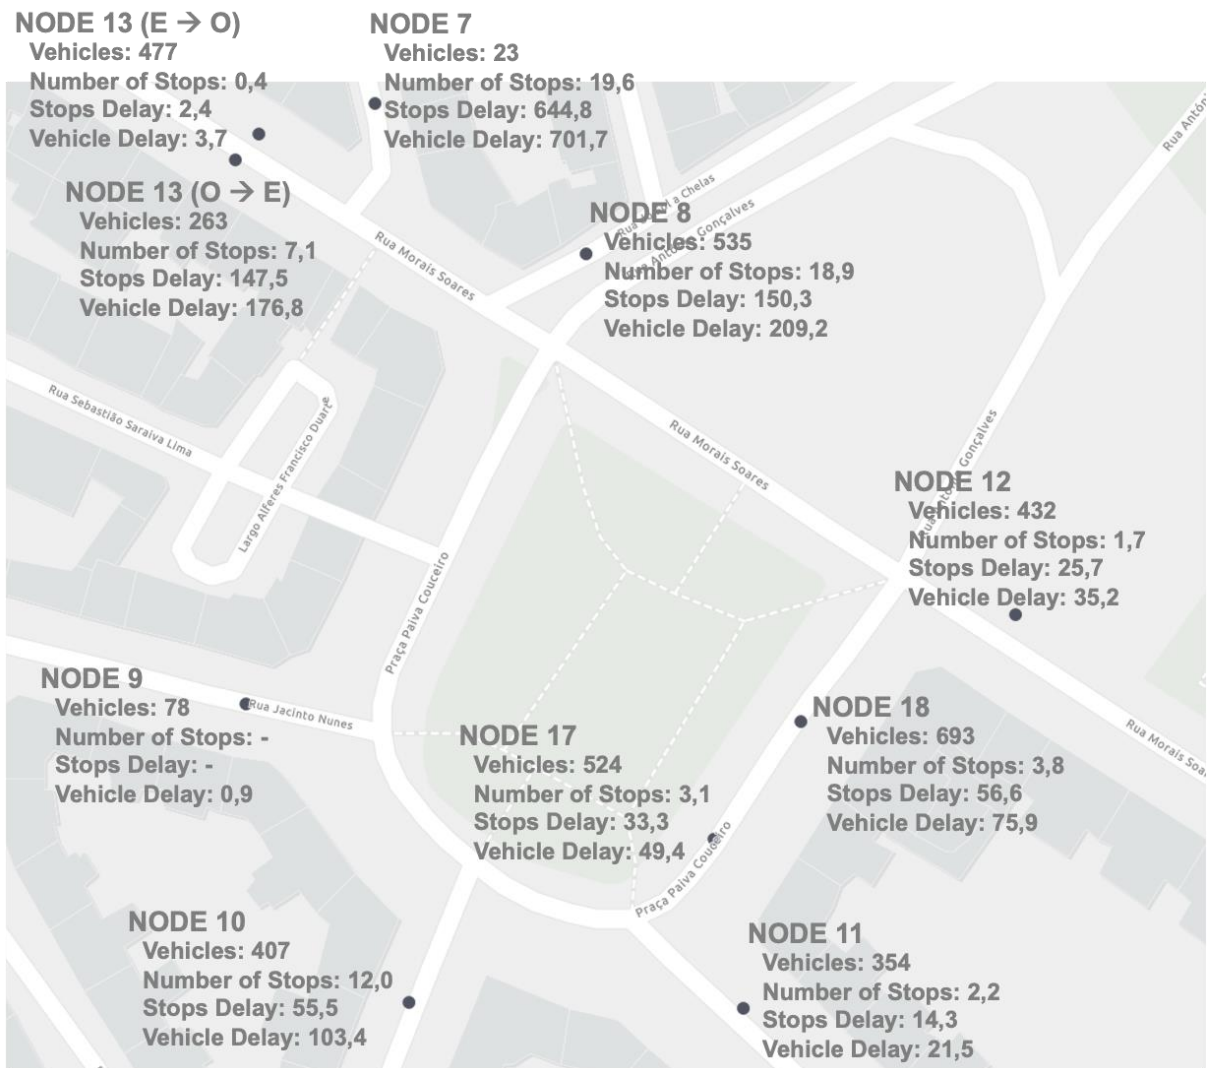 NODE 13 (E → O)
Vehicles: 477
Number of Stops: 0,4
Stops Delay: 2,4
Vehicle Delay: 3,7
NODE 7
Vehicles: 23
Number of Stops: 19,6
Stops Delay: 644,8
Vehicle Delay: 701,7
NODE 13 (O → E)
Vehicles: 263
Number of Stops: 7,1
Stops Delay: 147,5
Vehicle Delay: 176,8
NODE 8
Vehicles: 535
Number of Stops: 18,9
Stops Delay: 150,3
Vehicle Delay: 209,2
Rua
a Chelas
Gonçalves
Rua
Rua Morais Soares
Rua Sebastião Saraiva Lima
Largo Alferes Francisco Duarte
Praça Paiva Couceiro
Rua Morais Soares
Gonçalves
NODE 12
Vehicles: 432
Number of Stops: 1,7
Stops Delay: 25,7
Vehicle Delay: 35,2
NODE 9
Vehicles: 78
Number of Stops: -
Stops Delay: -
Vehicle Delay: 0,9
Rua Jacinto Nunes
NODE 17
Vehicles: 524
Number of Stops: 3,1
Stops Delay: 33,3
Vehicle Delay: 49,4
NODE 18
Vehicles: 693
Number of Stops: 3,8
Stops Delay: 56,6
Vehicle Delay: 75,9
Rua Morais Soa
Praça Paiva Couceiro
NODE 10
Vehicles: 407
Number of Stops: 12,0
Stops Delay: 55,5
Vehicle Delay: 103,4
NODE 11
Vehicles: 354
Number of Stops: 2,2
Stops Delay: 14,3
Vehicle Delay: 21,5